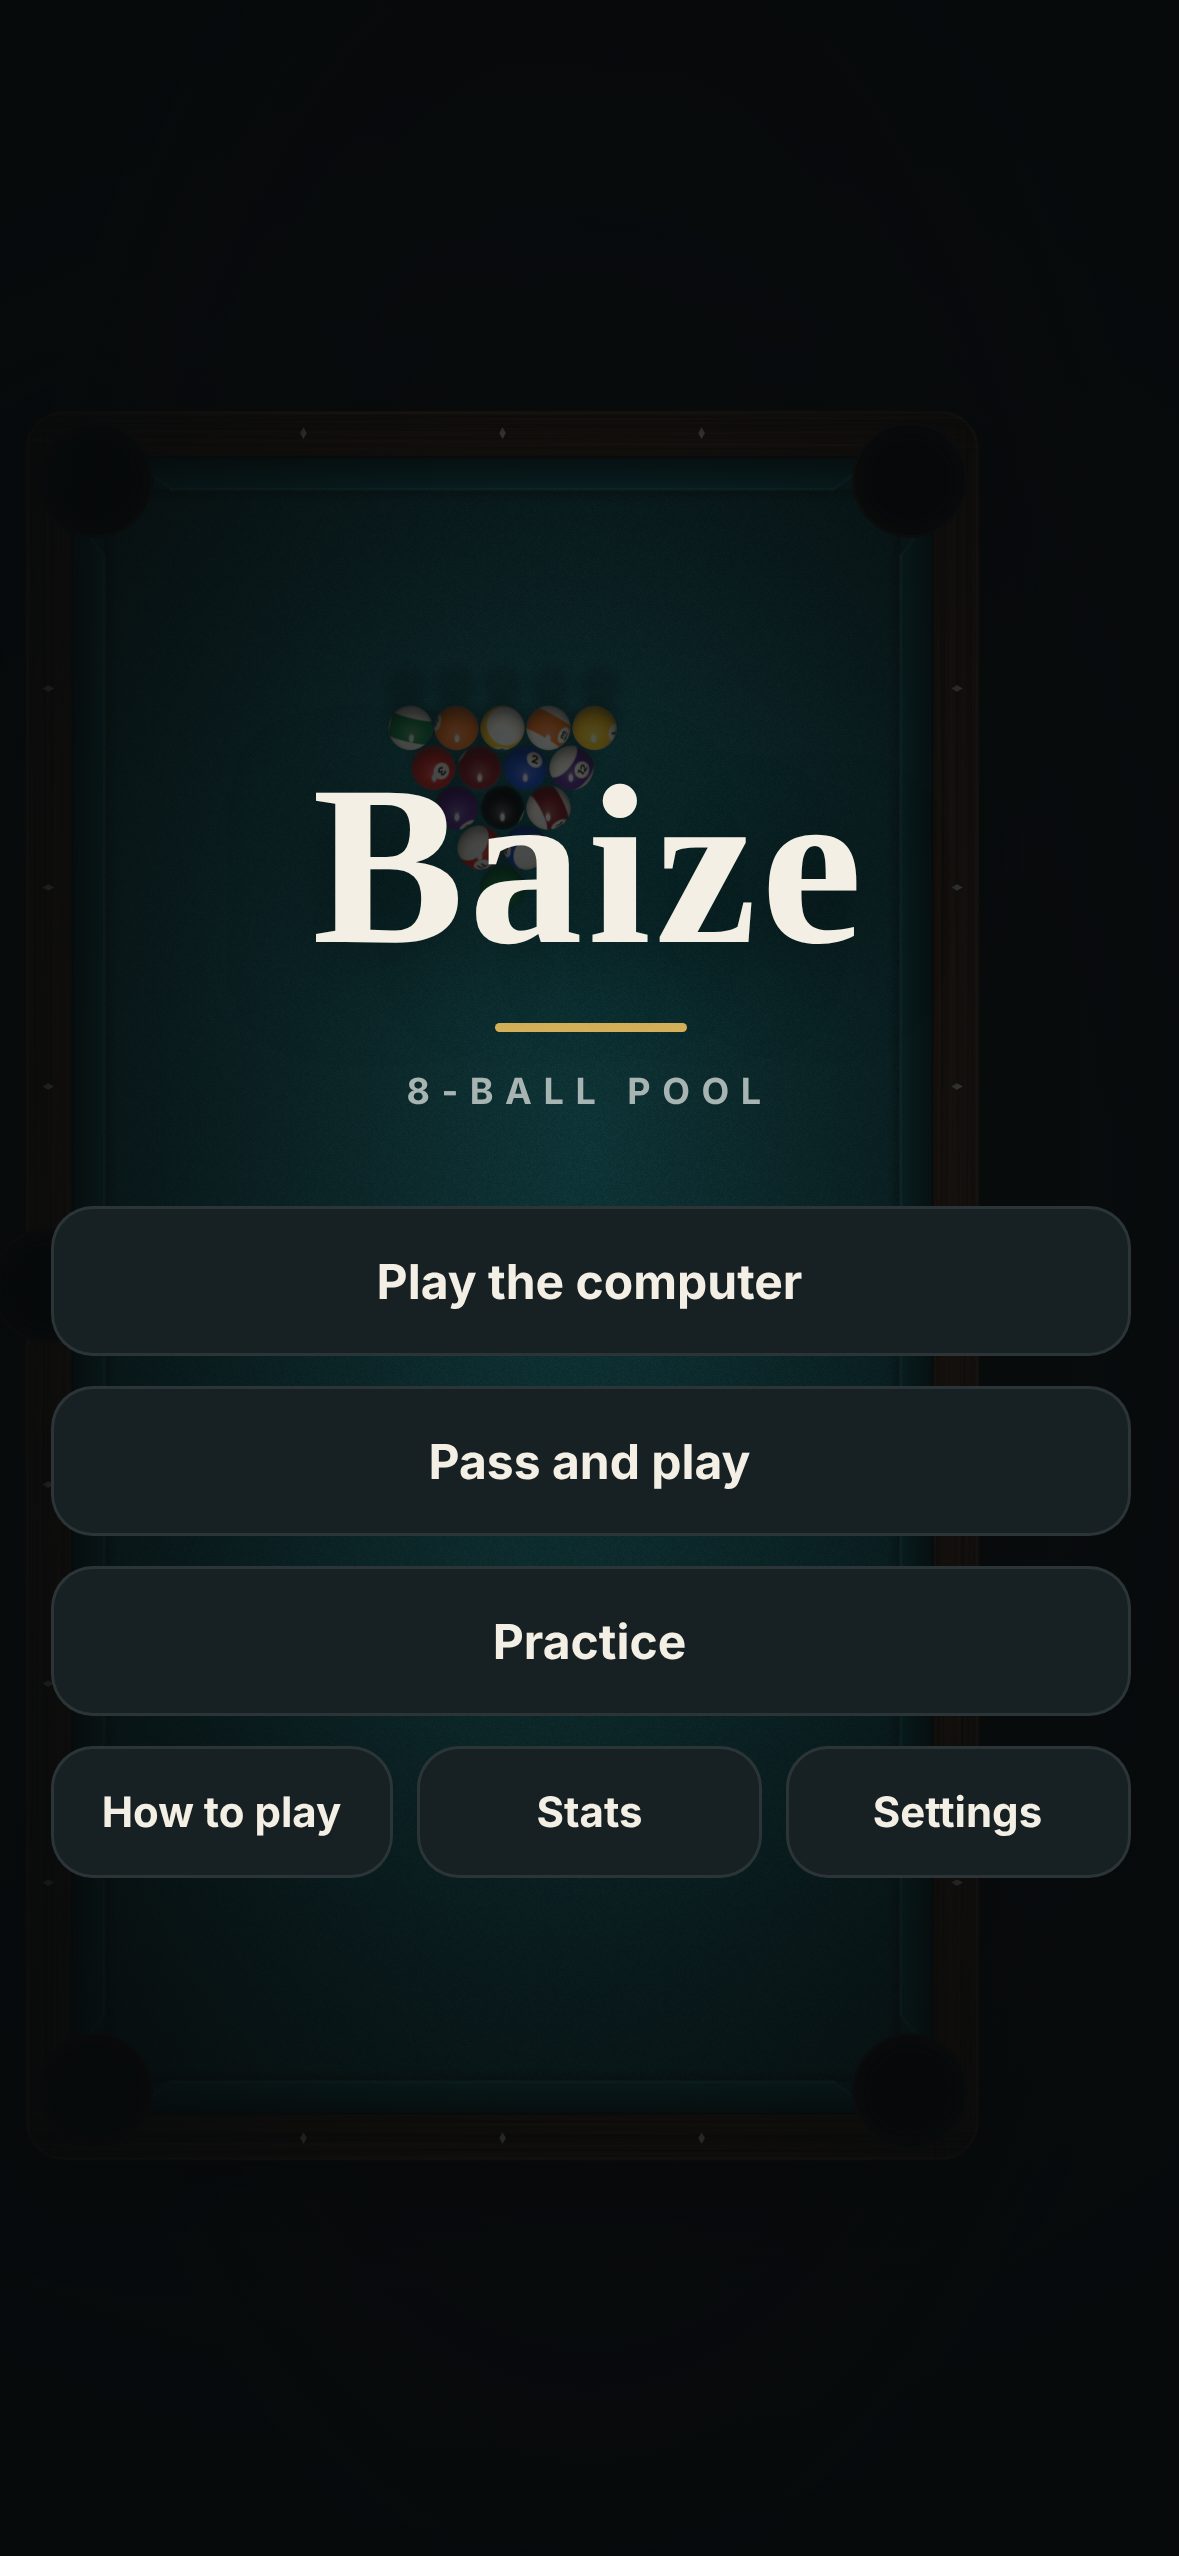 Baize
8-BALL POOL
Play the computer
Pass and play
Practice
How to play
Stats
Settings